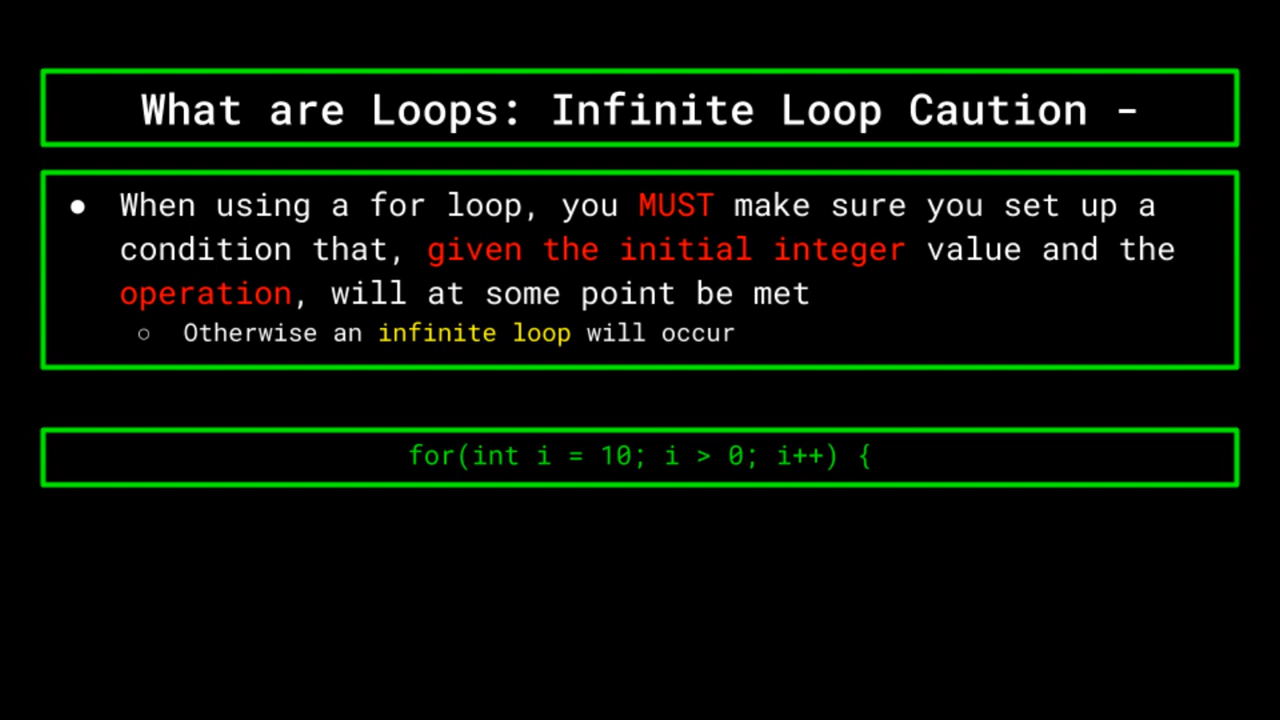 What are Loops: Infinite Loop Caution -
● When using a for loop, you MUST make sure you set up a
condition that, given the initial integer value and the
operation, will at some point be met
○ Otherwise an infinite loop will occur
for(int i = 10; i > 0; i++) {